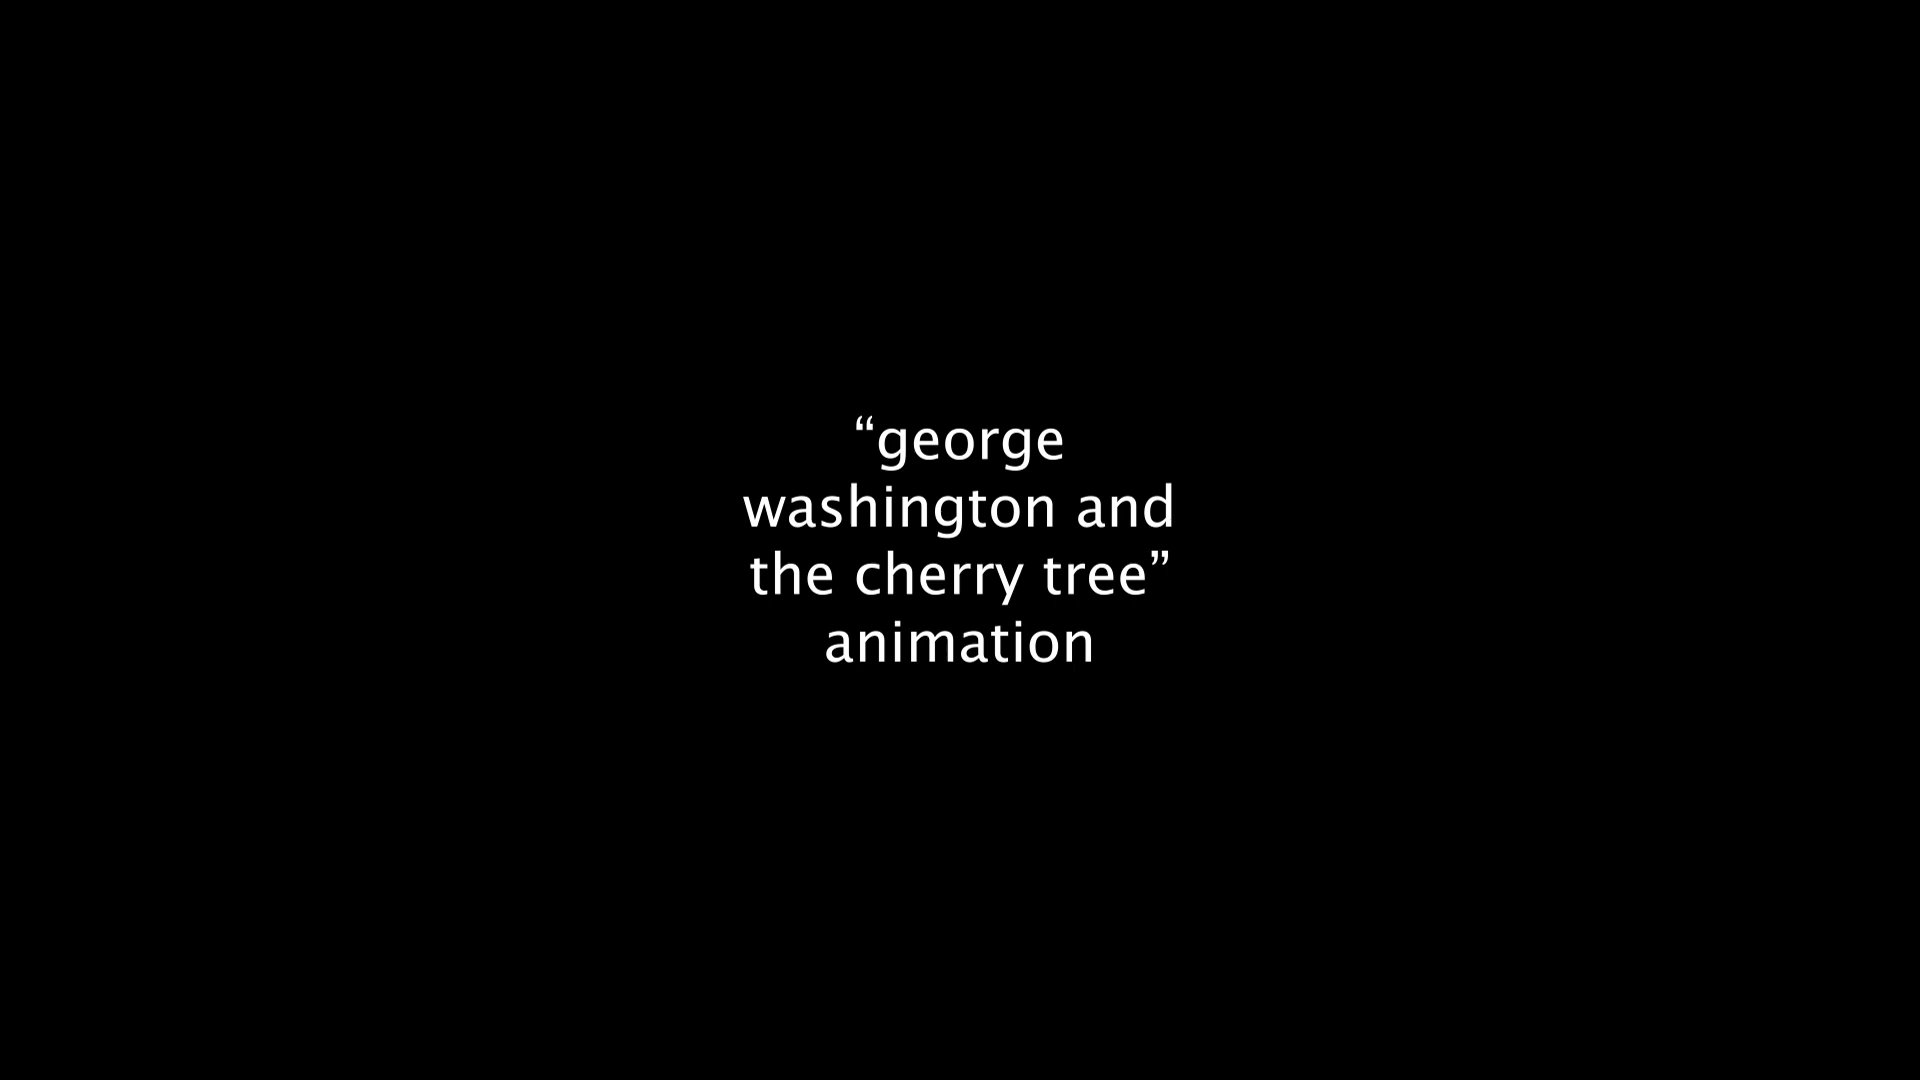 “george
washington and
the cherry tree”
animation